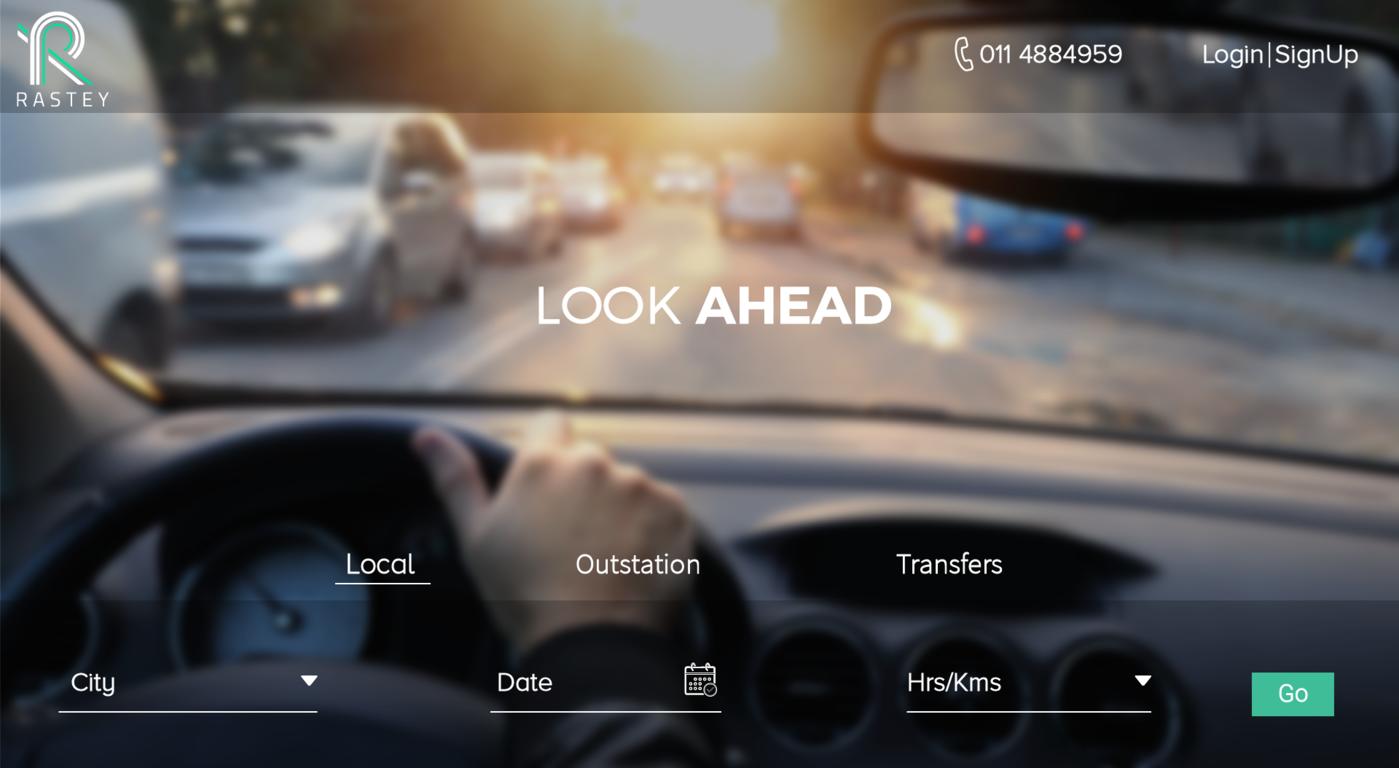 RASTEY
011 4884959
Login|SignUp
LOOK AHEAD
Local
Outstation
Transfers
City
Date
Hrs/Kms
Go